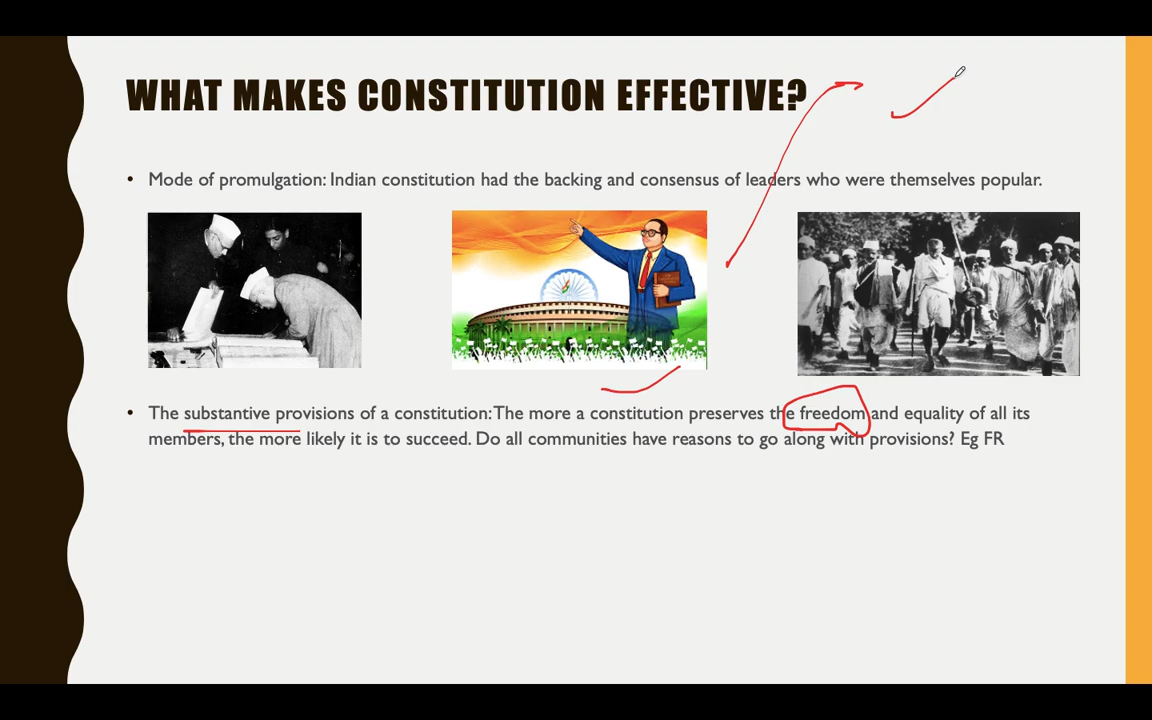 WHAT MAKES CONSTITUTION EFFECTIVE?
• Mode of promulgation: Indian constitution had the backing and consensus of leaders who were themselves popular.
• The substantive provisions of a constitution: The more a constitution preserves the freedom and equality of all its
members, the more likely it is to succeed. Do all communities have reasons to go along with provisions? Eg FR